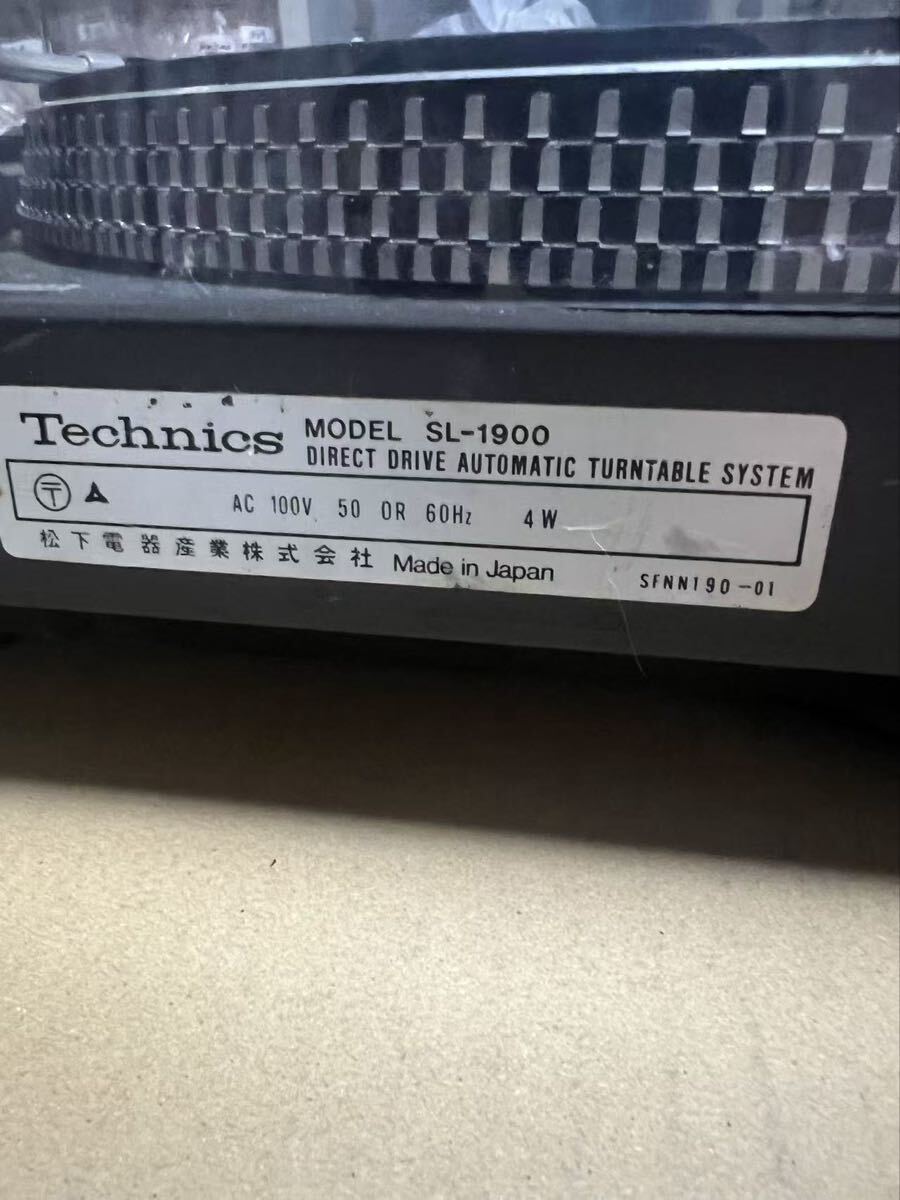 Technics MODEL SL-1900
DIRECT DRIVE AUTOMATIC TURNTABLE SYSTEM
〒 AC 100V 50 OR 60Hz 4W
松下電器産業株式会社 Made in Japan SFNN190-01